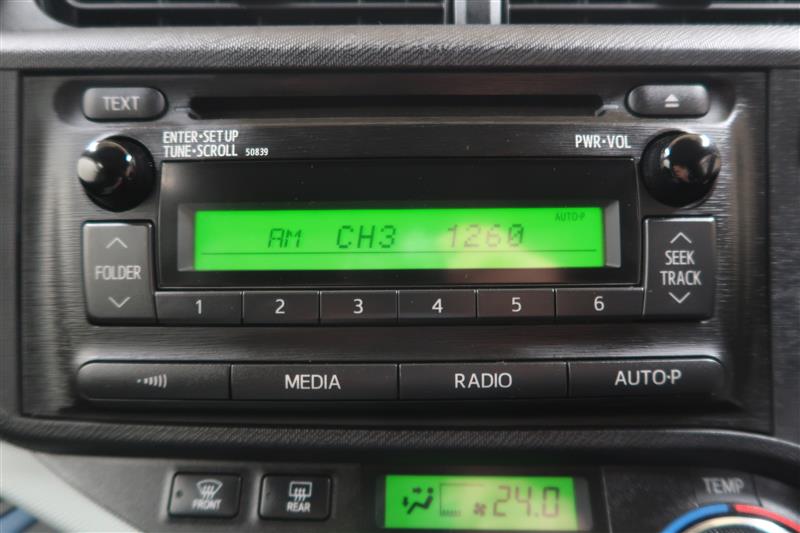 TEXT
ENTER·SETUP
TUNE·SCROLL 50839
PWR·VOL
AUTO-P
AM CH3 1260
FOLDER
SEEK
TRACK
1 2 3 4 5 6
MEDIA RADIO AUTO·P
FRONT
REAR
24.0
TEMP